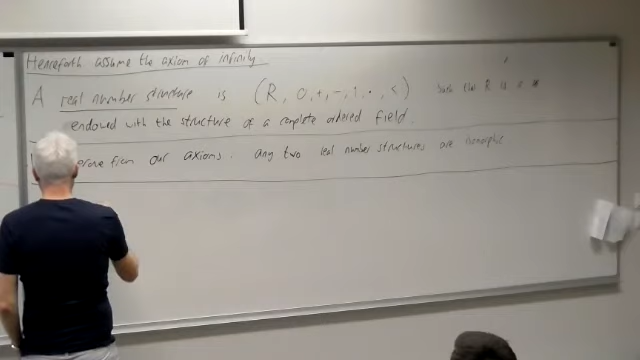 Henceforth assume the axiom of infinity.
A real number structure is (R, 0, +, -, 1, ·, ≤) R is a
endowed with the structure of a complete ordered field.
prove from our axioms. any two real number structures are isomorphic